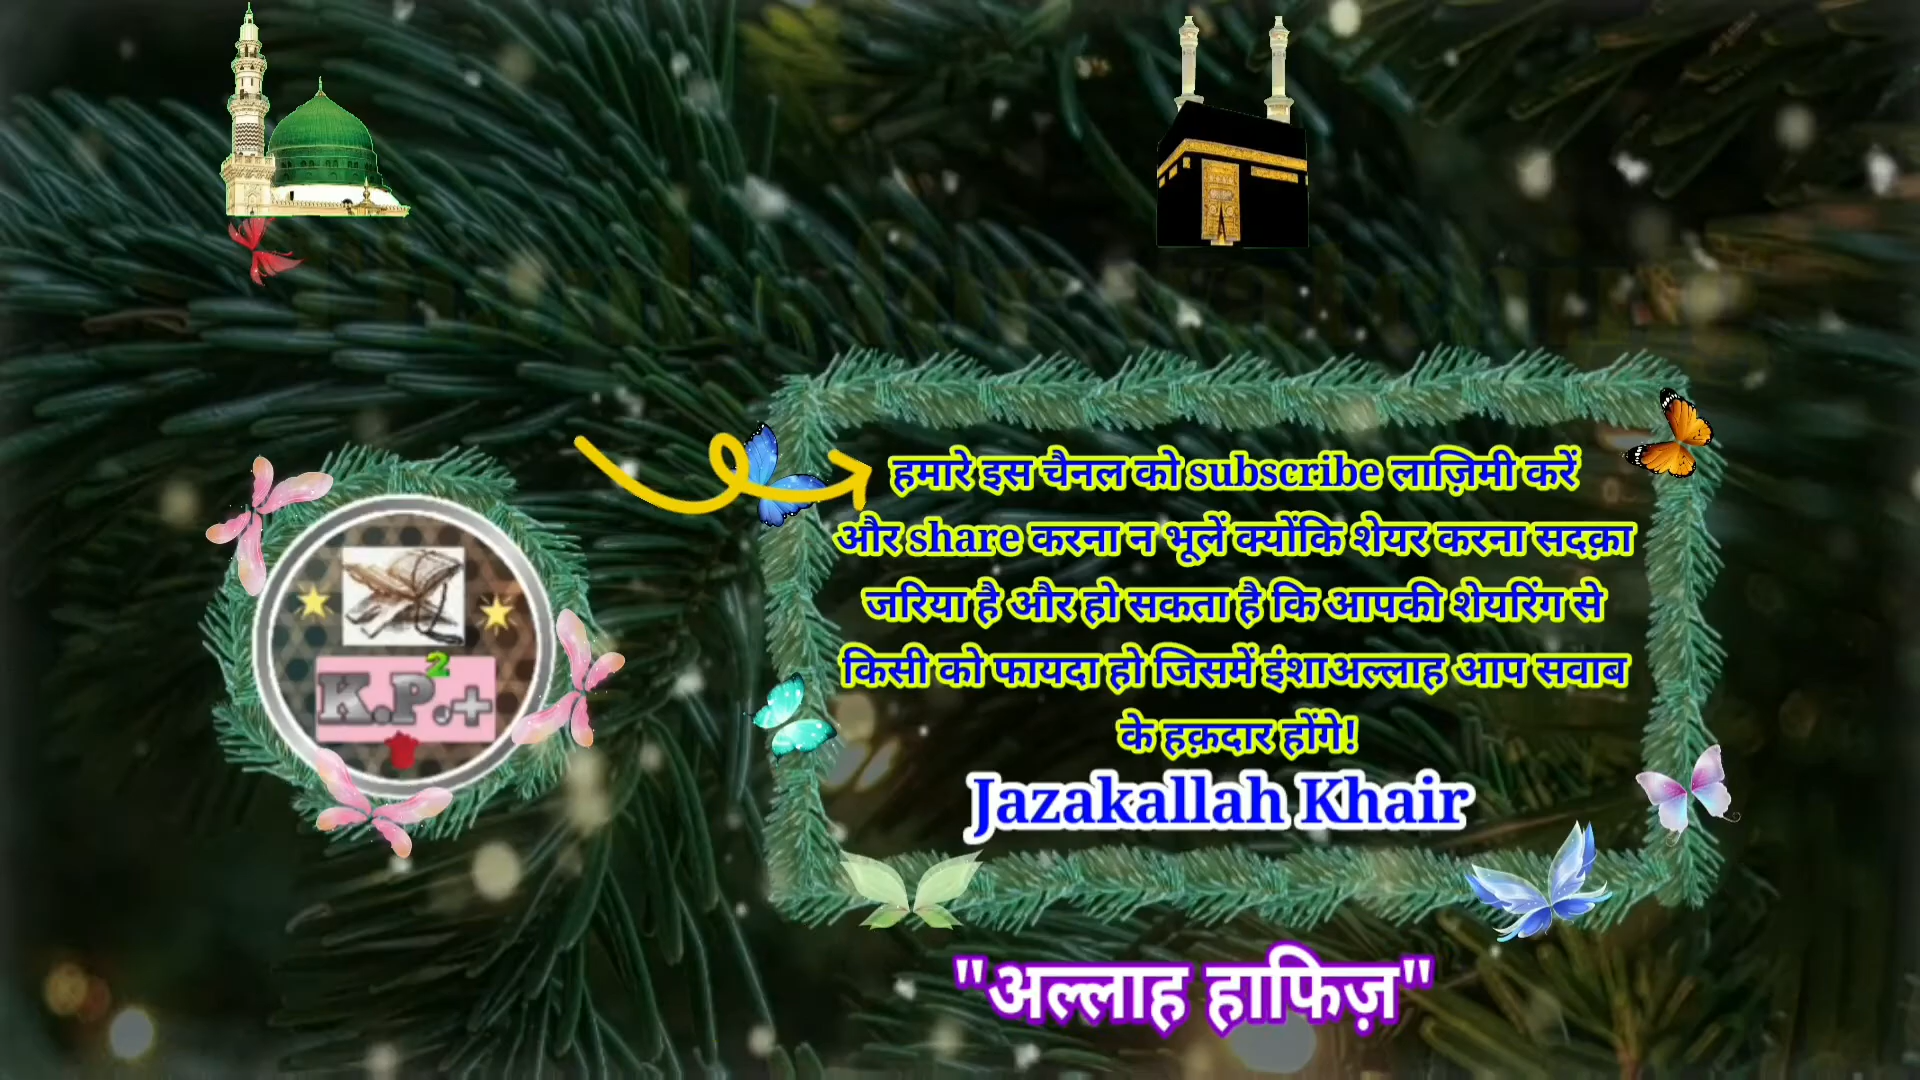 हमारे इस चैनल को subscribe लाज़िमी करें
और share करना न भूलें क्योंकि शेयर करना सदक़ा
जरिया है और हो सकता है कि आपकी शेयरिंग से
किसी को फायदा हो जिसमें इंशाअल्लाह आप सवाब
के हक़दार होंगे!
Jazakallah Khair
K.P.²+
"अल्लाह हाफिज़"